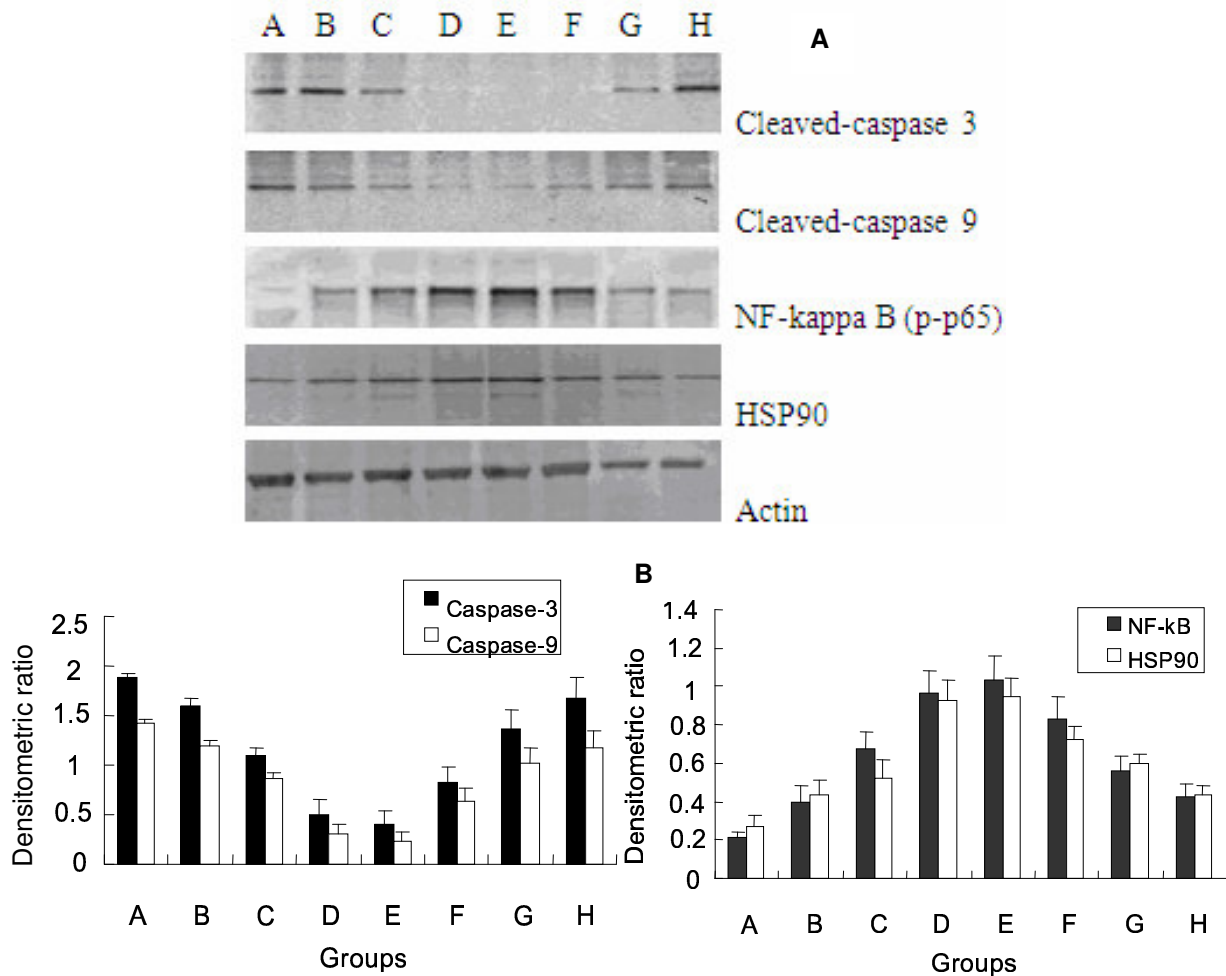 A B C D E F G H
A
Cleaved-caspase 3
Cleaved-caspase 9
NF-kappa B (p-p65)
HSP90
Actin
B
Caspase-3
Caspase-9
2.5
2
1.5
1
0.5
0
Densitometric ratio
A B C D E F G H
Groups
NF-kB
HSP90
1.4
1.2
1
0.8
0.6
0.4
0.2
0
Densitometric ratio
A B C D E F G H
Groups